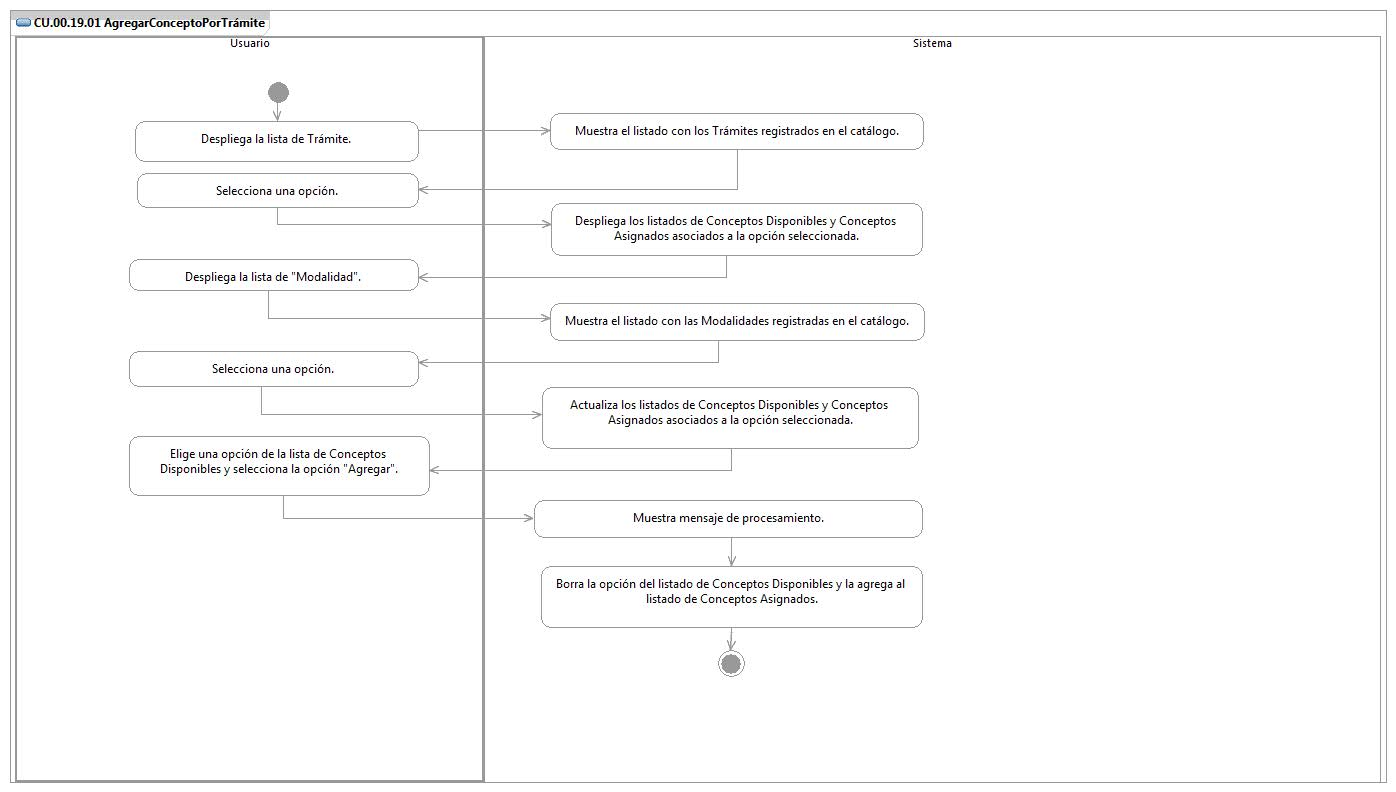 CU.00.19.01 AgregarConceptoPorTrámite
Usuario
Sistema
Despliega la lista de Trámite.
Muestra el listado con los Trámites registrados en el catálogo.
Selecciona una opción.
Despliega los listados de Conceptos Disponibles y Conceptos
Asignados asociados a la opción seleccionada.
Despliega la lista de "Modalidad".
Muestra el listado con las Modalidades registradas en el catálogo.
Selecciona una opción.
Actualiza los listados de Conceptos Disponibles y Conceptos
Asignados asociados a la opción seleccionada.
Elige una opción de la lista de Conceptos
Disponibles y selecciona la opción "Agregar".
Muestra mensaje de procesamiento.
Borra la opción del listado de Conceptos Disponibles y la agrega al
listado de Conceptos Asignados.